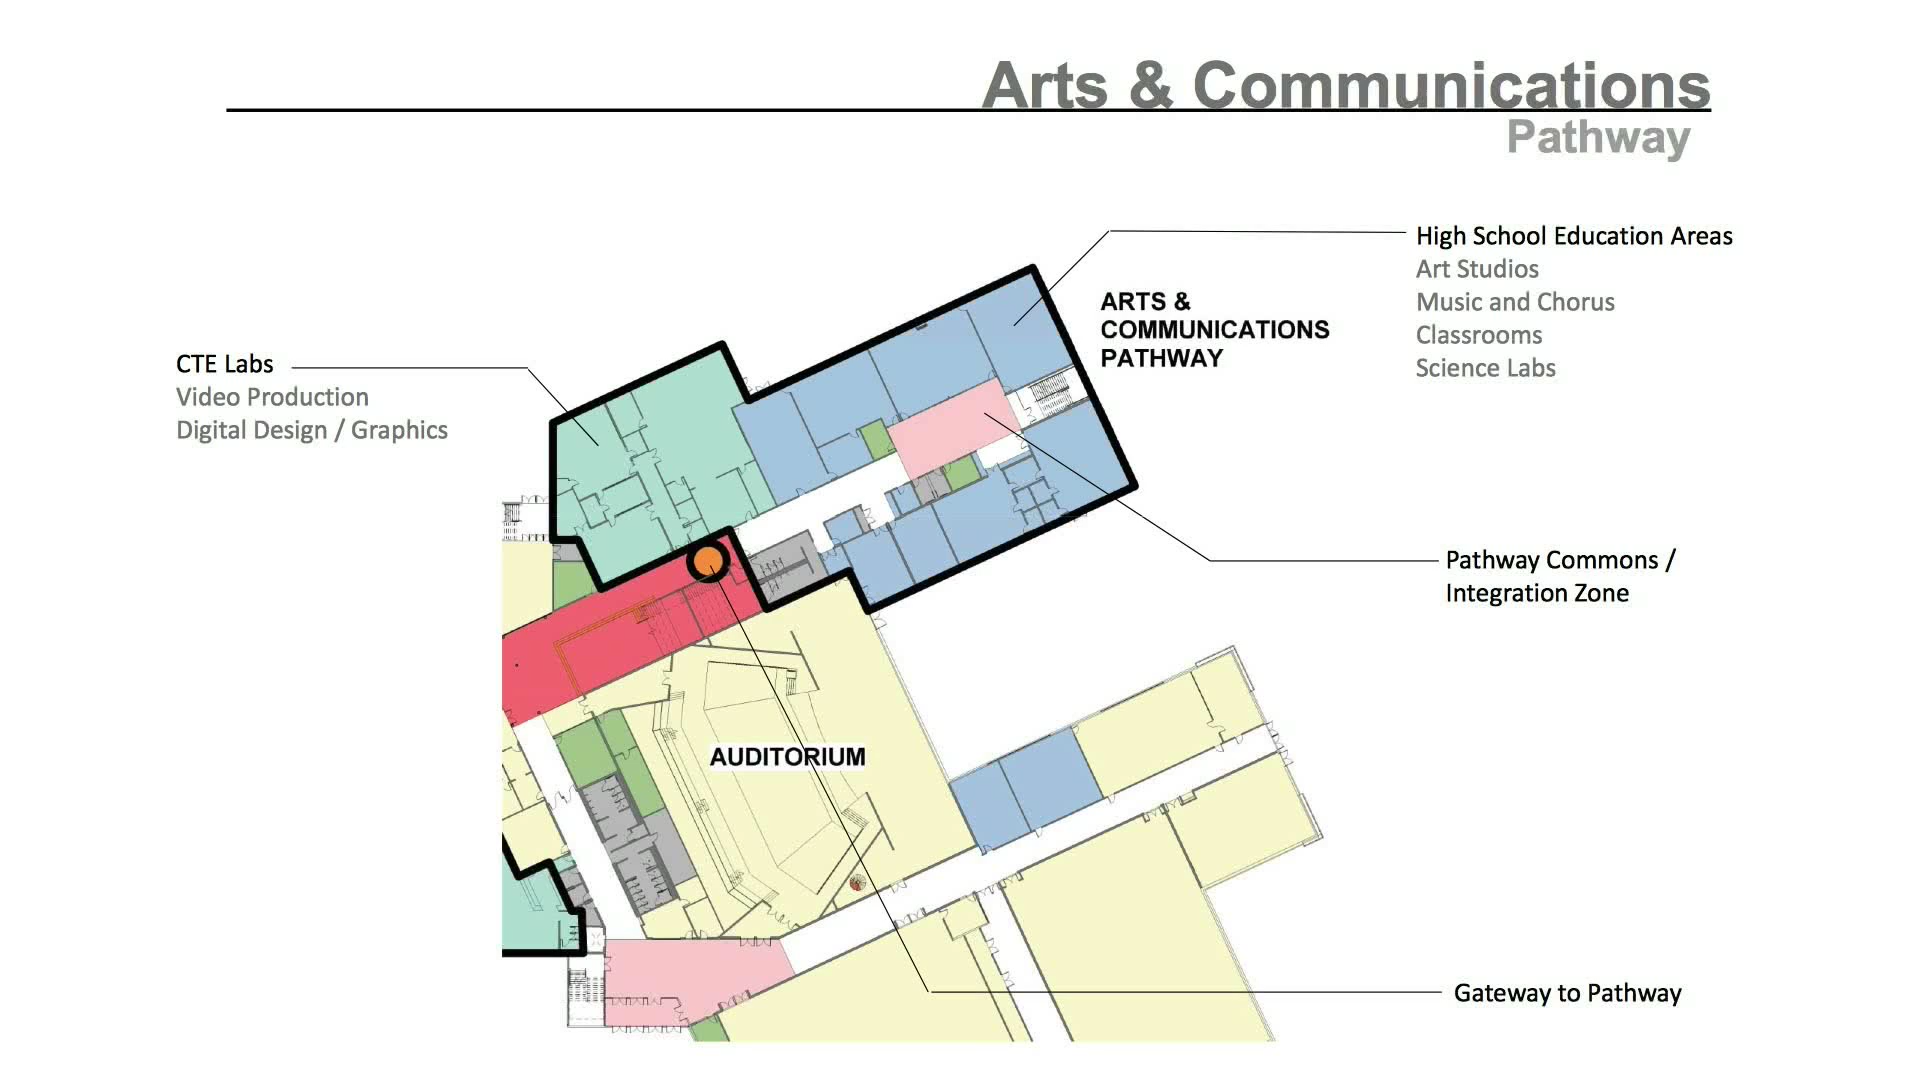 Arts & Communications
Pathway
High School Education Areas
Art Studios
Music and Chorus
Classrooms
Science Labs
ARTS &
COMMUNICATIONS
PATHWAY
CTE Labs
Video Production
Digital Design / Graphics
Pathway Commons /
Integration Zone
AUDITORIUM
Gateway to Pathway